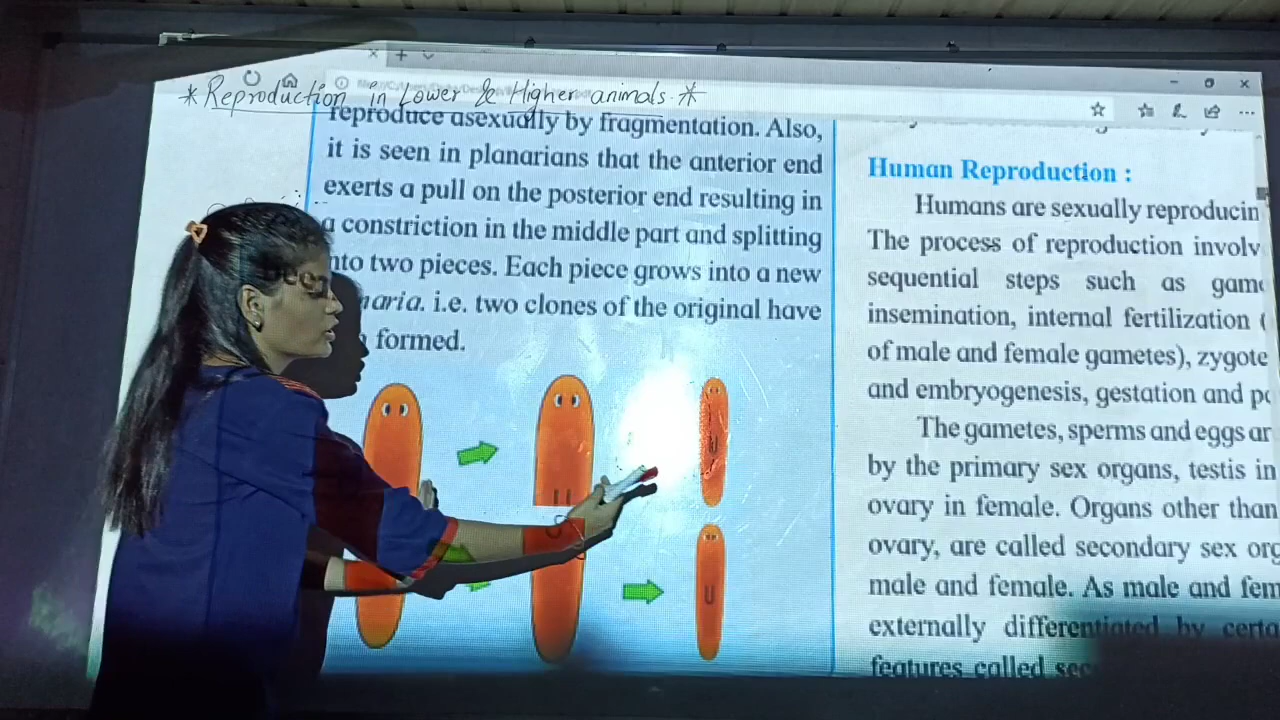 * Reproduction in Lower & Higher animals. *
reproduce asexually by fragmentation. Also,
it is seen in planarians that the anterior end
exerts a pull on the posterior end resulting in
a constriction in the middle part and splitting
nto two pieces. Each piece grows into a new
naria. i.e. two clones of the original have
formed.
Human Reproduction :
Humans are sexually reproducin
The process of reproduction involv
sequential steps such as gam
insemination, internal fertilization (
of male and female gametes), zygote
and embryogenesis, gestation and p
The gametes, sperms and eggs ar
by the primary sex organs, testis in
ovary in female. Organs other than
ovary, are called secondary sex org
male and female. As male and fem
externally differentiated by certa
features called sec